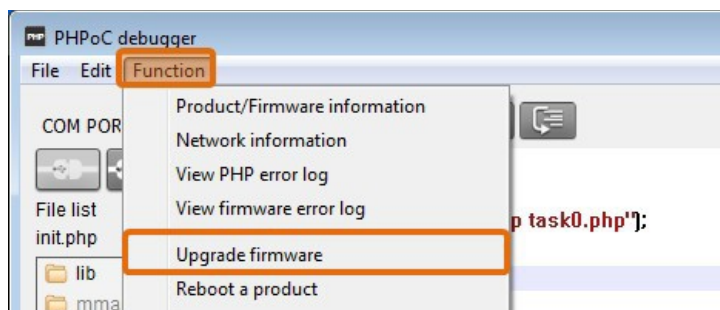 PHP PHPoC debugger
File Edit Function
Product/Firmware information
COM POR
Network information
View PHP error log
File list
View firmware error log
p task0.php");
init.php
Upgrade firmware
lib
Reboot a product
mma